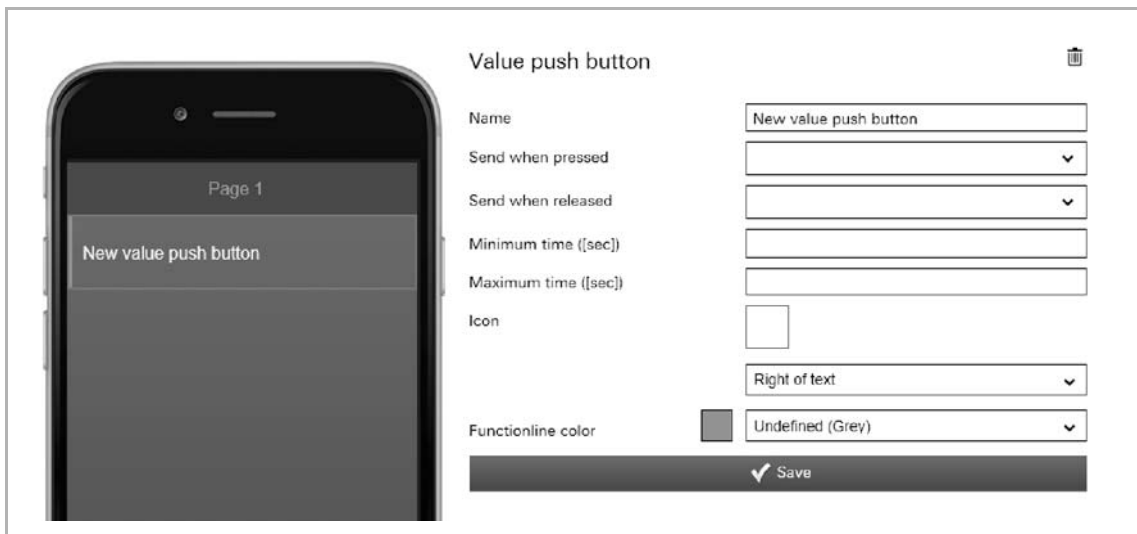 Page 1
New value push button
Value push button
Name
New value push button
Send when pressed
Send when released
Minimum time ([sec])
Maximum time ([sec])
Icon
Right of text
Functionline color
Undefined (Grey)
Save